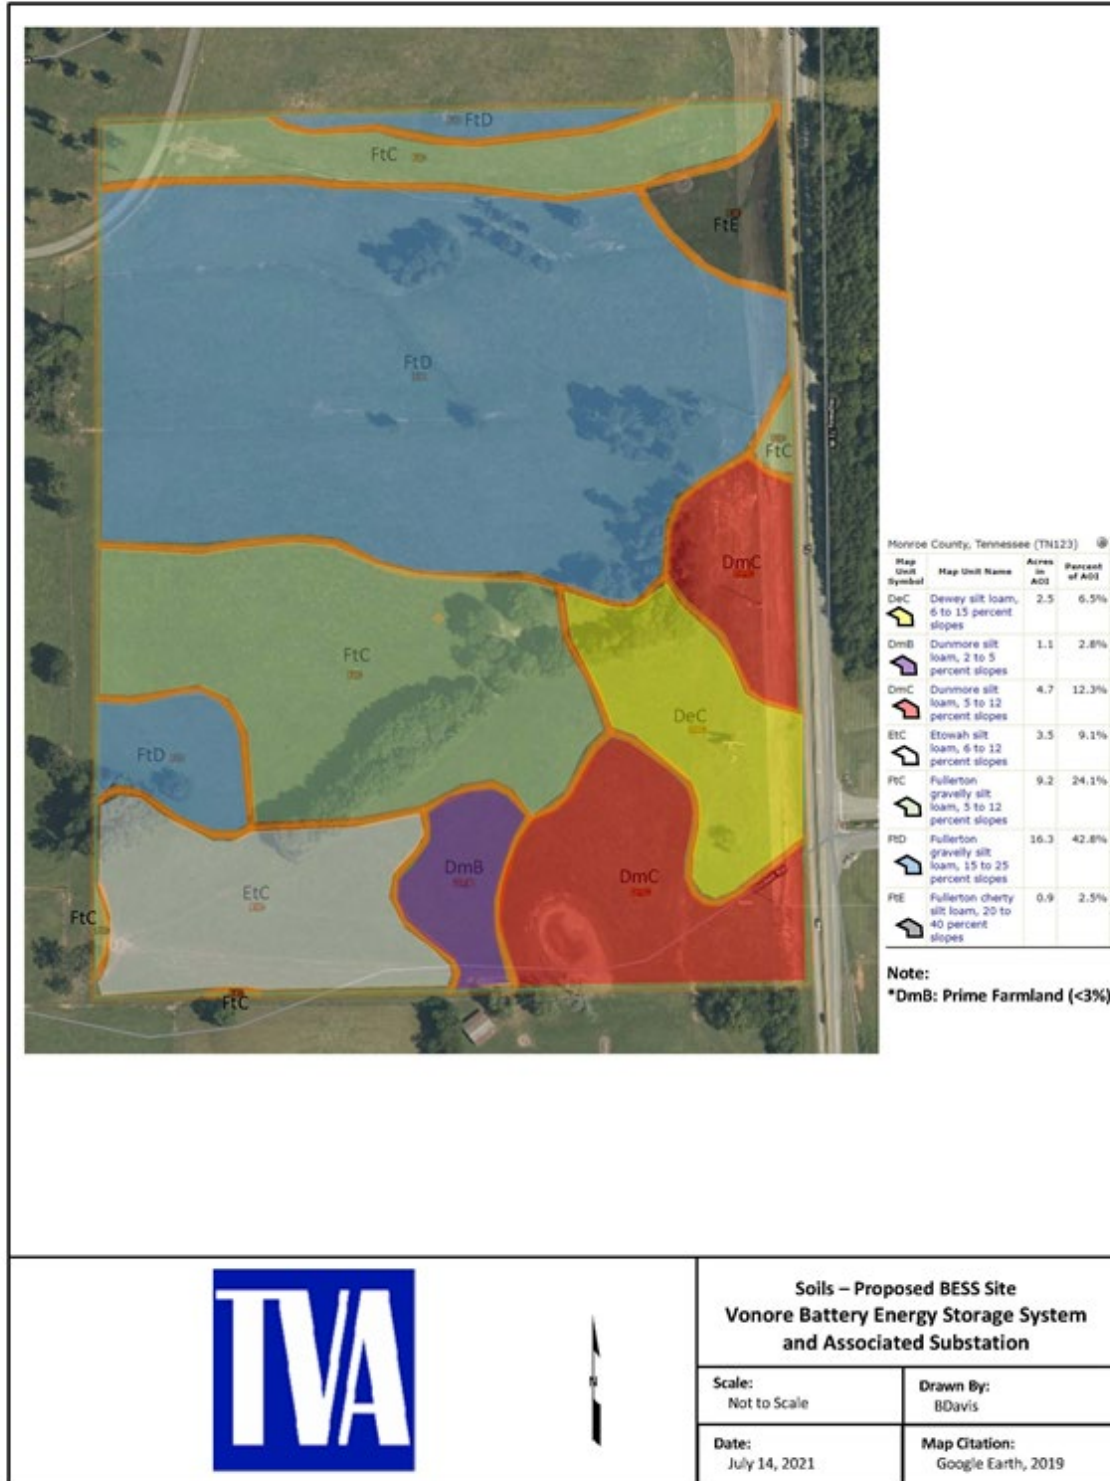 FtD
FtC
FtE
FtD
FtC
DmC
FtC
DeC
FtD
DmB
DmC
EtC
FtC
FtC
Monroe County, Tennessee (TN123)
Map Unit Symbol
Map Unit Name
Acres in AOI
Percent of AOI
DeC
Dewey silt loam,
6 to 15 percent
slopes
2.5
6.5%
DmB
Dunmore silt
loam, 2 to 5
percent slopes
1.1
2.8%
DmC
Dunmore silt
loam, 5 to 12
percent slopes
4.7
12.3%
EtC
Etowah silt
loam, 6 to 12
percent slopes
3.5
9.1%
FtC
Fullerton
gravelly silt
loam, 5 to 12
percent slopes
9.2
24.1%
FtD
Fullerton
gravelly silt
loam, 15 to 25
percent slopes
16.3
42.8%
FtE
Fullerton cherty
silt loam, 20 to
40 percent
slopes
0.9
2.5%
Note:
*DmB: Prime Farmland (<3%)
TVA
N
Soils – Proposed BESS Site
Vonore Battery Energy Storage System
and Associated Substation
Scale:
Not to Scale
Drawn By:
BDavis
Date:
July 14, 2021
Map Citation:
Google Earth, 2019